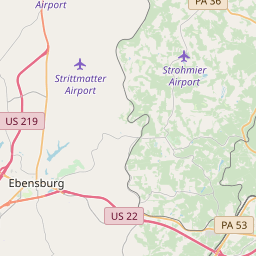 Airport
PA 36
Strittmatter
Airport
Strohmier
Airport
US 219
Ebensburg
US 22
PA 53